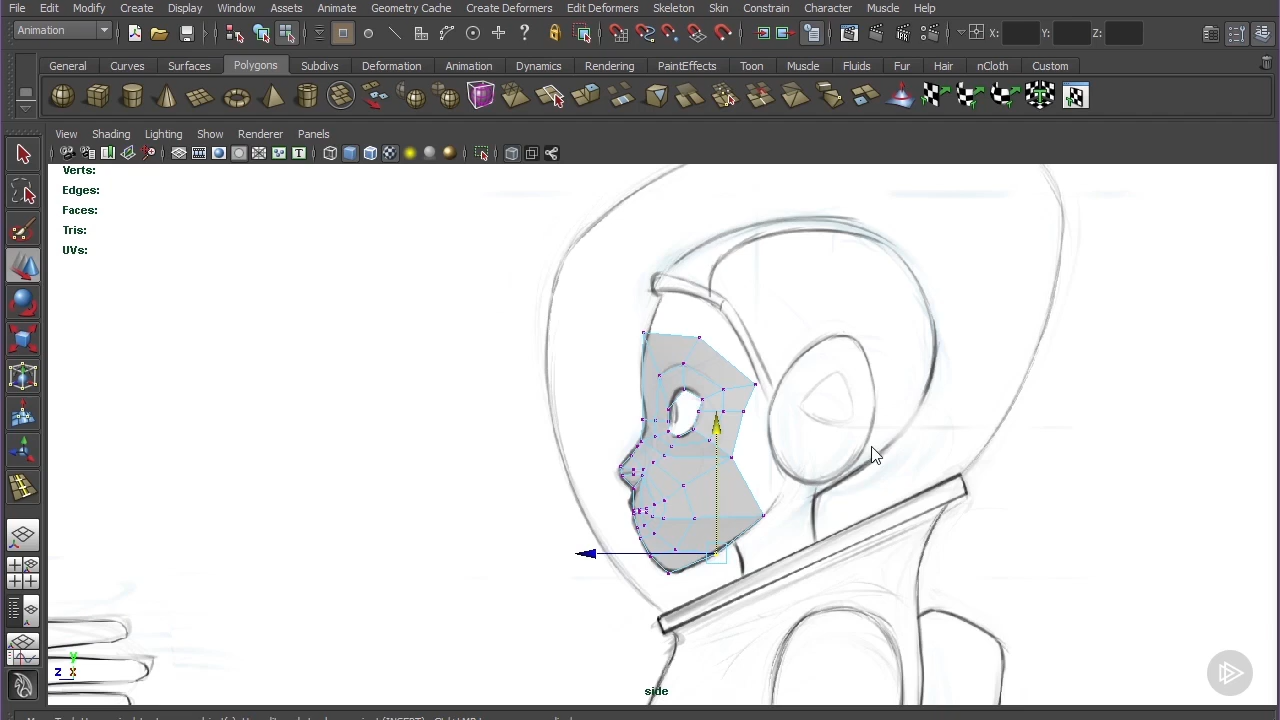 File Edit Modify Create Display Window Assets Animate Geometry Cache Create Deformers Edit Deformers Skeleton Skin Constrain Character Muscle Help
Animation X: Y: Z:
General Curves Surfaces Polygons Subdivs Deformation Animation Dynamics Rendering PaintEffects Toon Muscle Fluids Fur Hair nCloth Custom
View Shading Lighting Show Renderer Panels
Verts:
Edges:
Faces:
Tris:
UVs:
Y
Z X
side